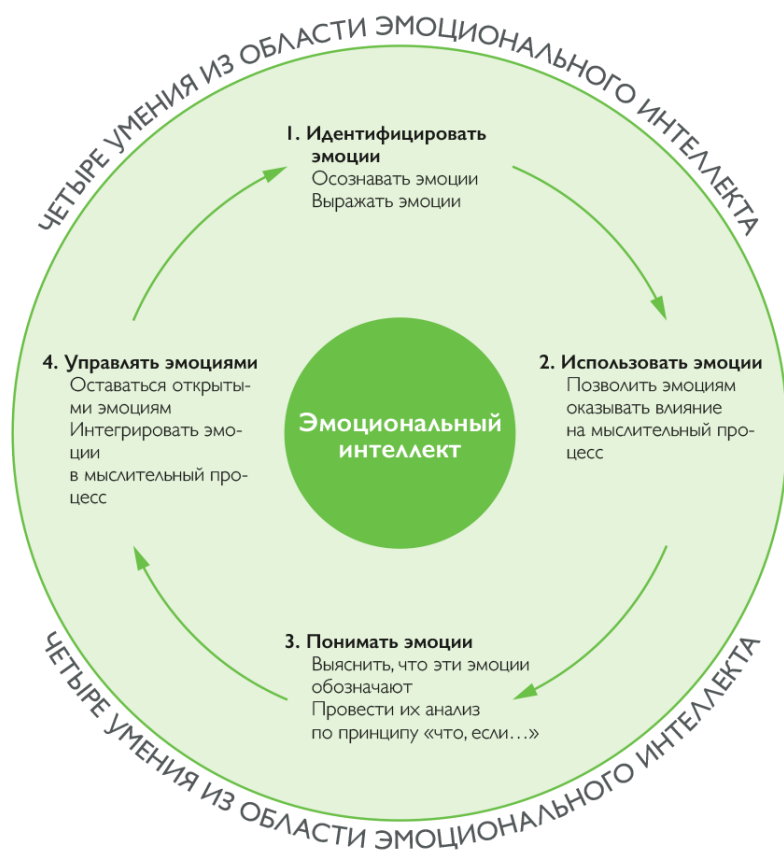 ЧЕТЫРЕ УМЕНИЯ ИЗ ОБЛАСТИ ЭМОЦИОНАЛЬНОГО ИНТЕЛЛЕКТА
1. Идентифицировать
эмоции
Осознавать эмоции
Выражать эмоции
2. Использовать эмоции
Позволить эмоциям
оказывать влияние
на мыслительный про-
цесс
3. Понимать эмоции
Выяснить, что эти эмоции
обозначают
Провести их анализ
по принципу «что, если…»
4. Управлять эмоциями
Оставаться открыты-
ми эмоциям
Интегрировать эмо-
ции
в мыслительный про-
цесс
Эмоциональный
интеллект
ЧЕТЫРЕ УМЕНИЯ ИЗ ОБЛАСТИ ЭМОЦИОНАЛЬНОГО ИНТЕЛЛЕКТА